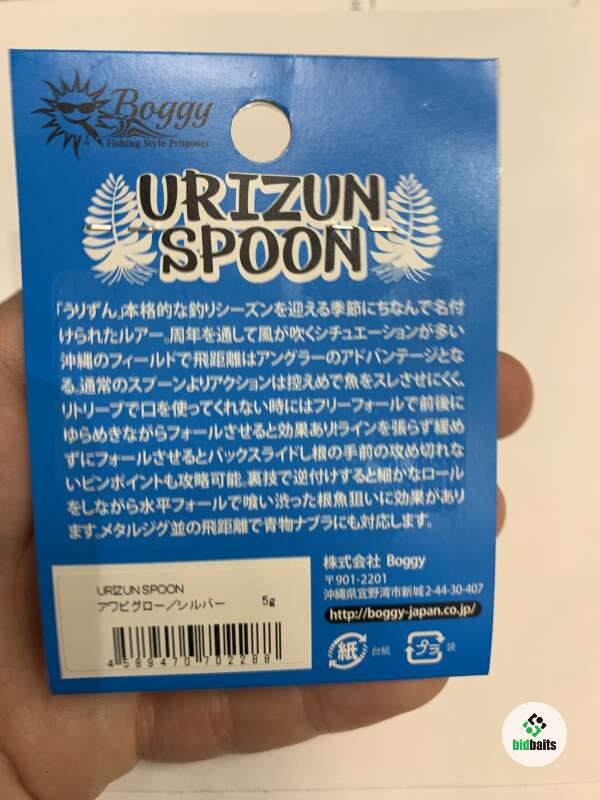 Boggy
Fishing Style Proposer
URIZUN
SPOON
「うりずん」本格的な釣りシーズンを迎える季節にちなんで名付
けられたルアー。周年を通して風が吹くシチュエーションが多い
沖縄のフィールドで飛距離はアングラーのアドバンテージとな
る。通常のスプーンよりアクションは控えめで魚をスレさせにくく、
リトリーブで口を使ってくれない時にはフリーフォールで前後に
ゆらめきながらフォールさせると効果あり!ラインを張らず緩め
ずにフォールさせるとバックスライドし根の手前の攻め切れな
いピンポイントも攻略可能。裏技で逆付けすると細かなロール
をしながら水平フォールで喰い渋った根魚狙いに効果があり
ます。メタルジグ並の飛距離で青物ナブラにも対応します。
URIZUN SPOON
アワビグロー／シルバー 5g
4 589470 702288
株式会社 Boggy
〒901-2201
沖縄県宜野湾市新城2-44-30-407
http://boggy-japan.co.jp/
紙 台紙 プラ 袋
bidbaits